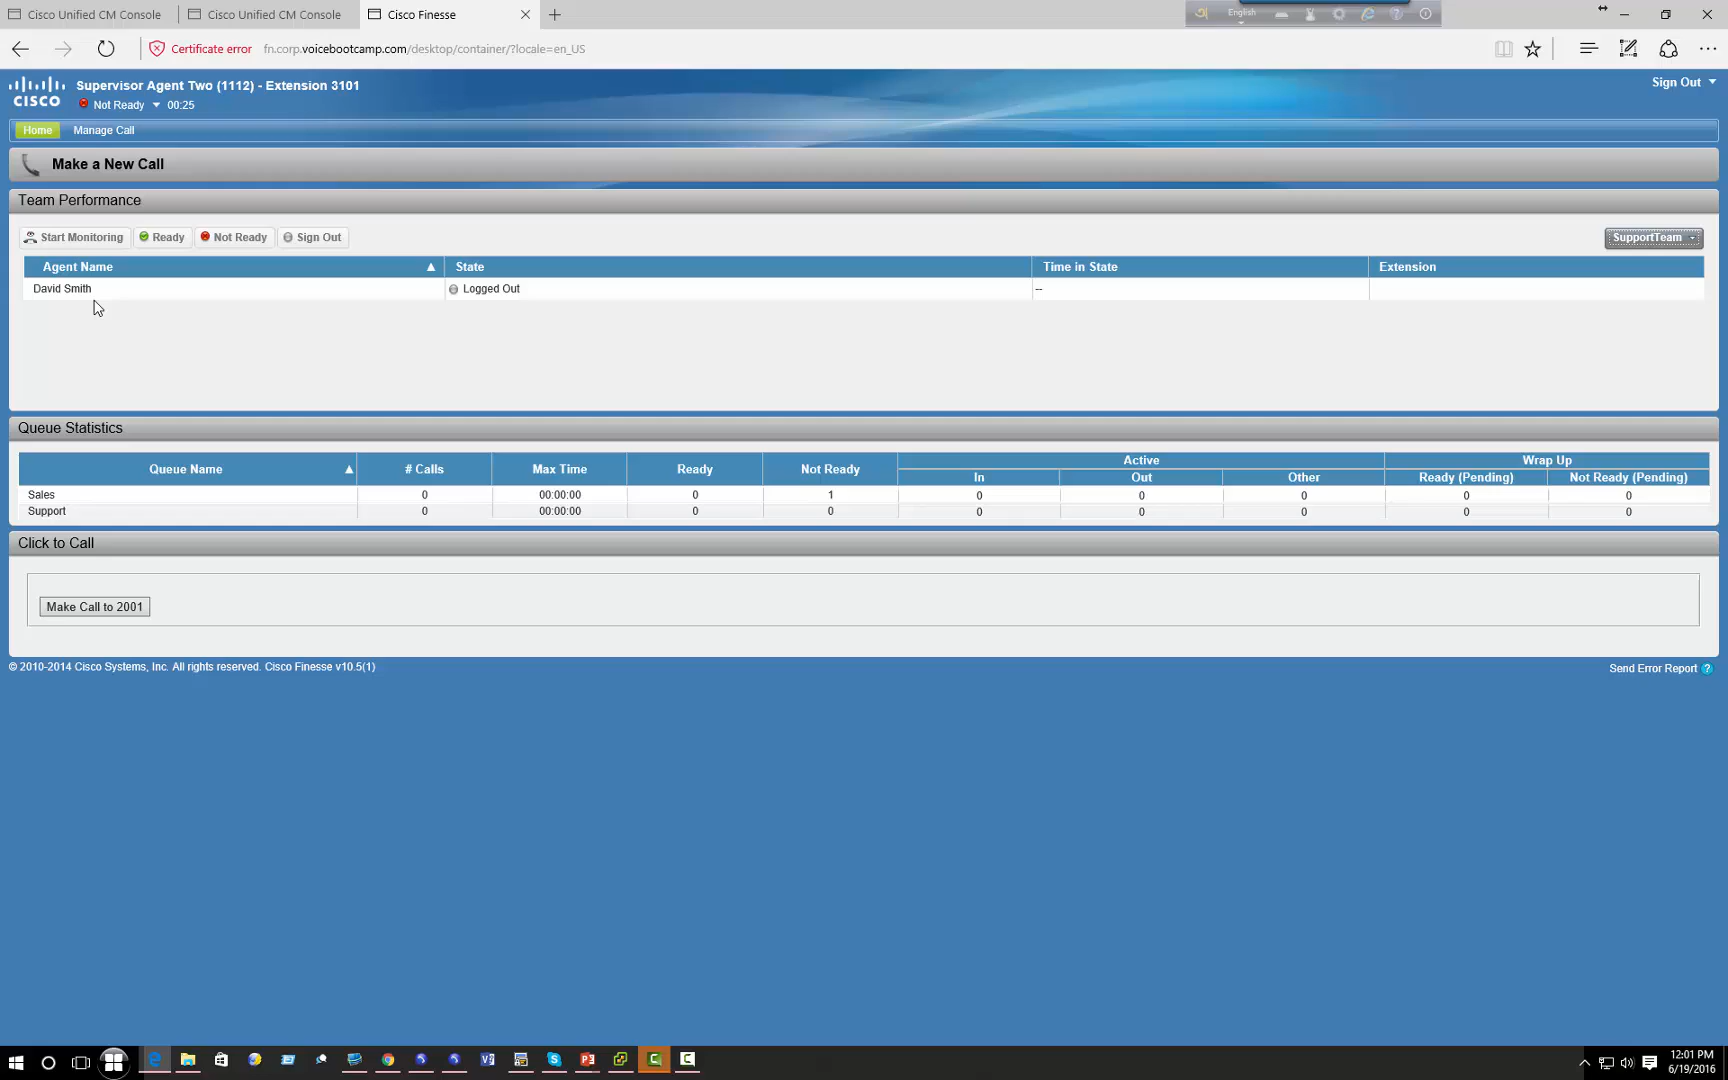 Cisco Unified CM Console
Cisco Unified CM Console
Cisco Finesse
English
Certificate error
fn.corp.voicebootcamp.com/desktop/container/?locale=en_US
CISCO
Supervisor Agent Two (1112) - Extension 3101
Not Ready 00:25
Sign Out
Home Manage Call
Make a New Call
Team Performance
Start Monitoring Ready Not Ready Sign Out SupportTeam
Agent Name State Time in State Extension
David Smith Logged Out --
Queue Statistics
Queue Name # Calls Max Time Ready Not Ready Active Wrap Up
In Out Other Ready (Pending) Not Ready (Pending)
Sales 0 00:00:00 0 1 0 0 0 0 0
Support 0 00:00:00 0 0 0 0 0 0 0
Click to Call
Make Call to 2001
© 2010-2014 Cisco Systems, Inc. All rights reserved. Cisco Finesse v10.5(1)
Send Error Report ?
12:01 PM
6/19/2016